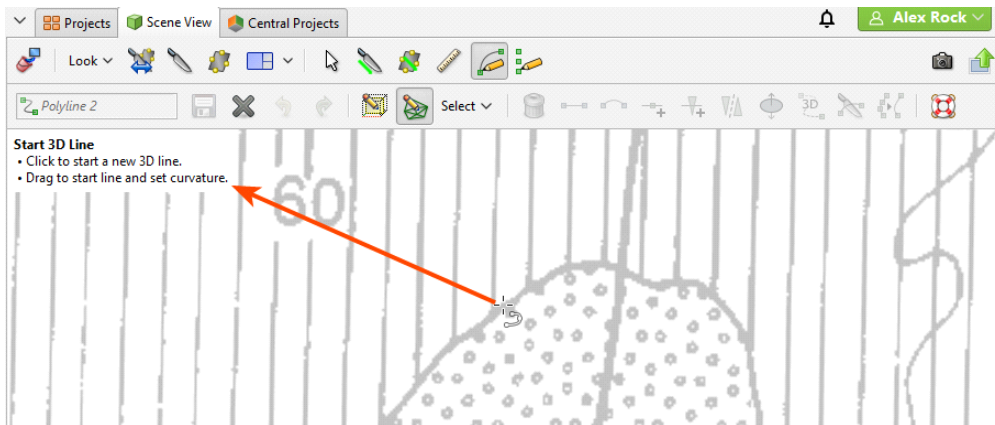 Projects Scene View Central Projects Alex Rock
Look
Polyline 2 Select 3D
Start 3D Line
• Click to start a new 3D line.
• Drag to start line and set curvature.
60